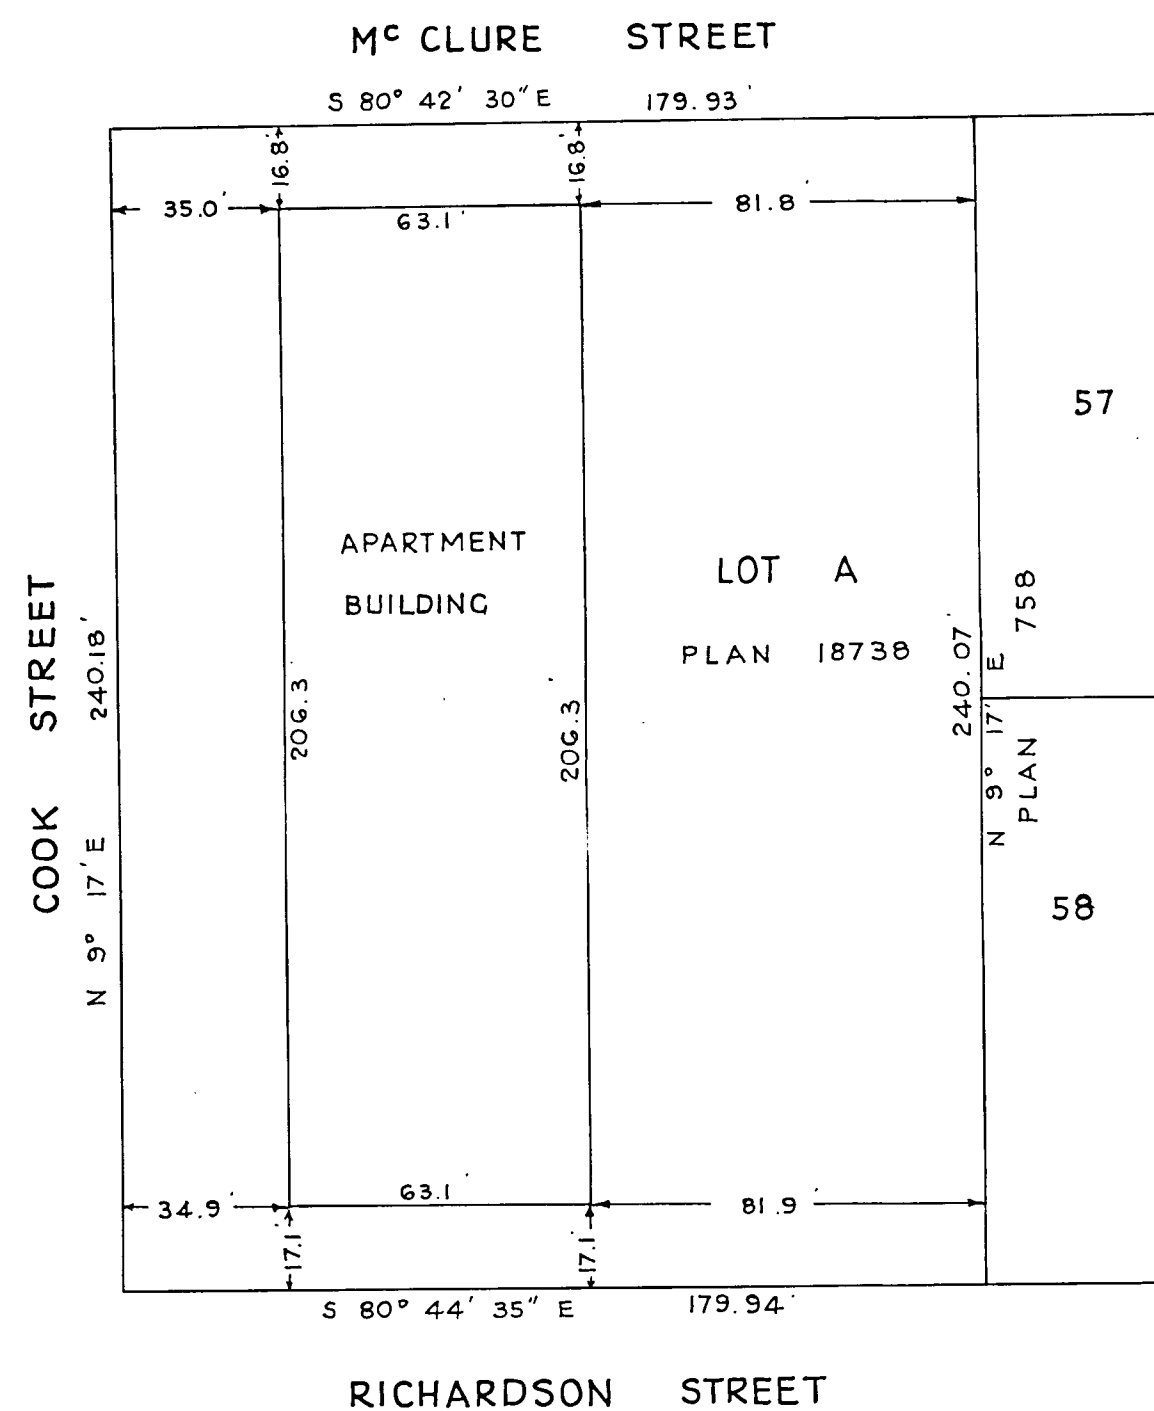 Mc CLURE STREET
S 80° 42' 30" E 179.93'
16.8'
16.8'
35.0'
63.1'
81.8'
57
APARTMENT
BUILDING
LOT A
PLAN 18738
COOK STREET
N 9° 17' E 240.18'
206.3'
206.3'
240.07'
N 9° 17' E
PLAN 758
58
34.9'
63.1'
81.9'
17.1'
17.1'
S 80° 44' 35" E 179.94'
RICHARDSON STREET